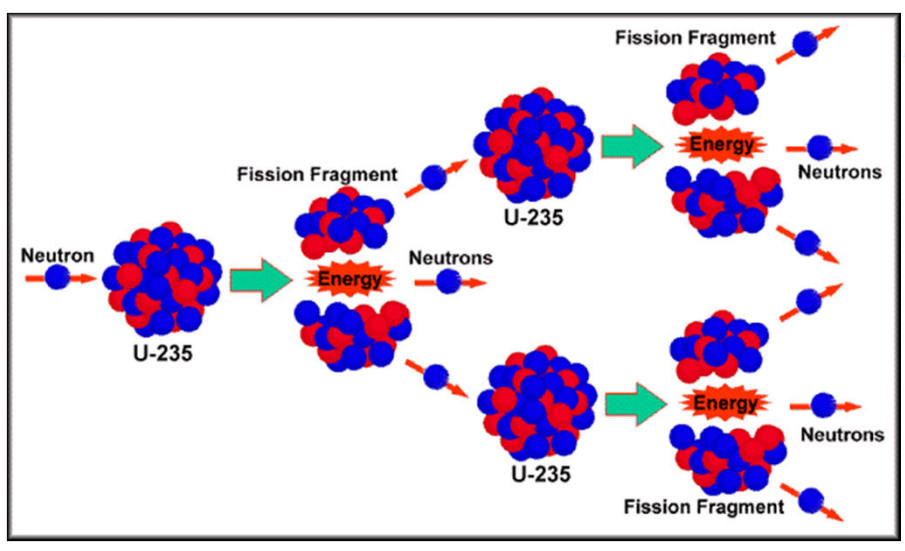 Fission Fragment
Energy
Neutrons
U-235
Fission Fragment
Neutron
Energy
Neutrons
U-235
Energy
Neutrons
U-235
Fission Fragment